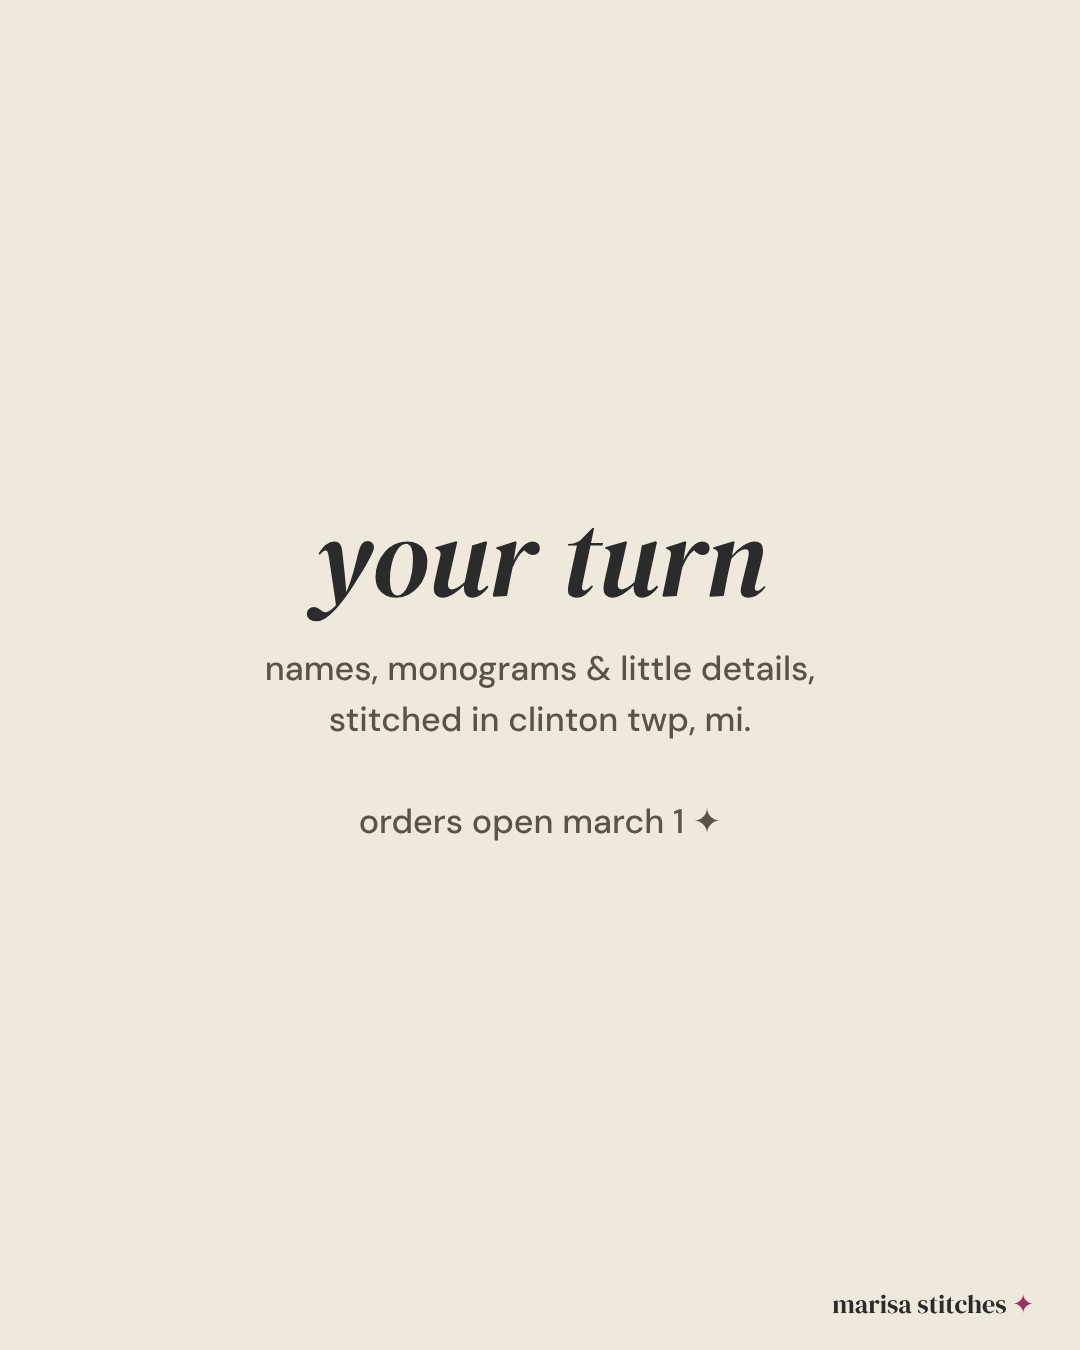 your turn
names, monograms & little details,
stitched in clinton twp, mi.
orders open march 1 ✦
marisa stitches ✦